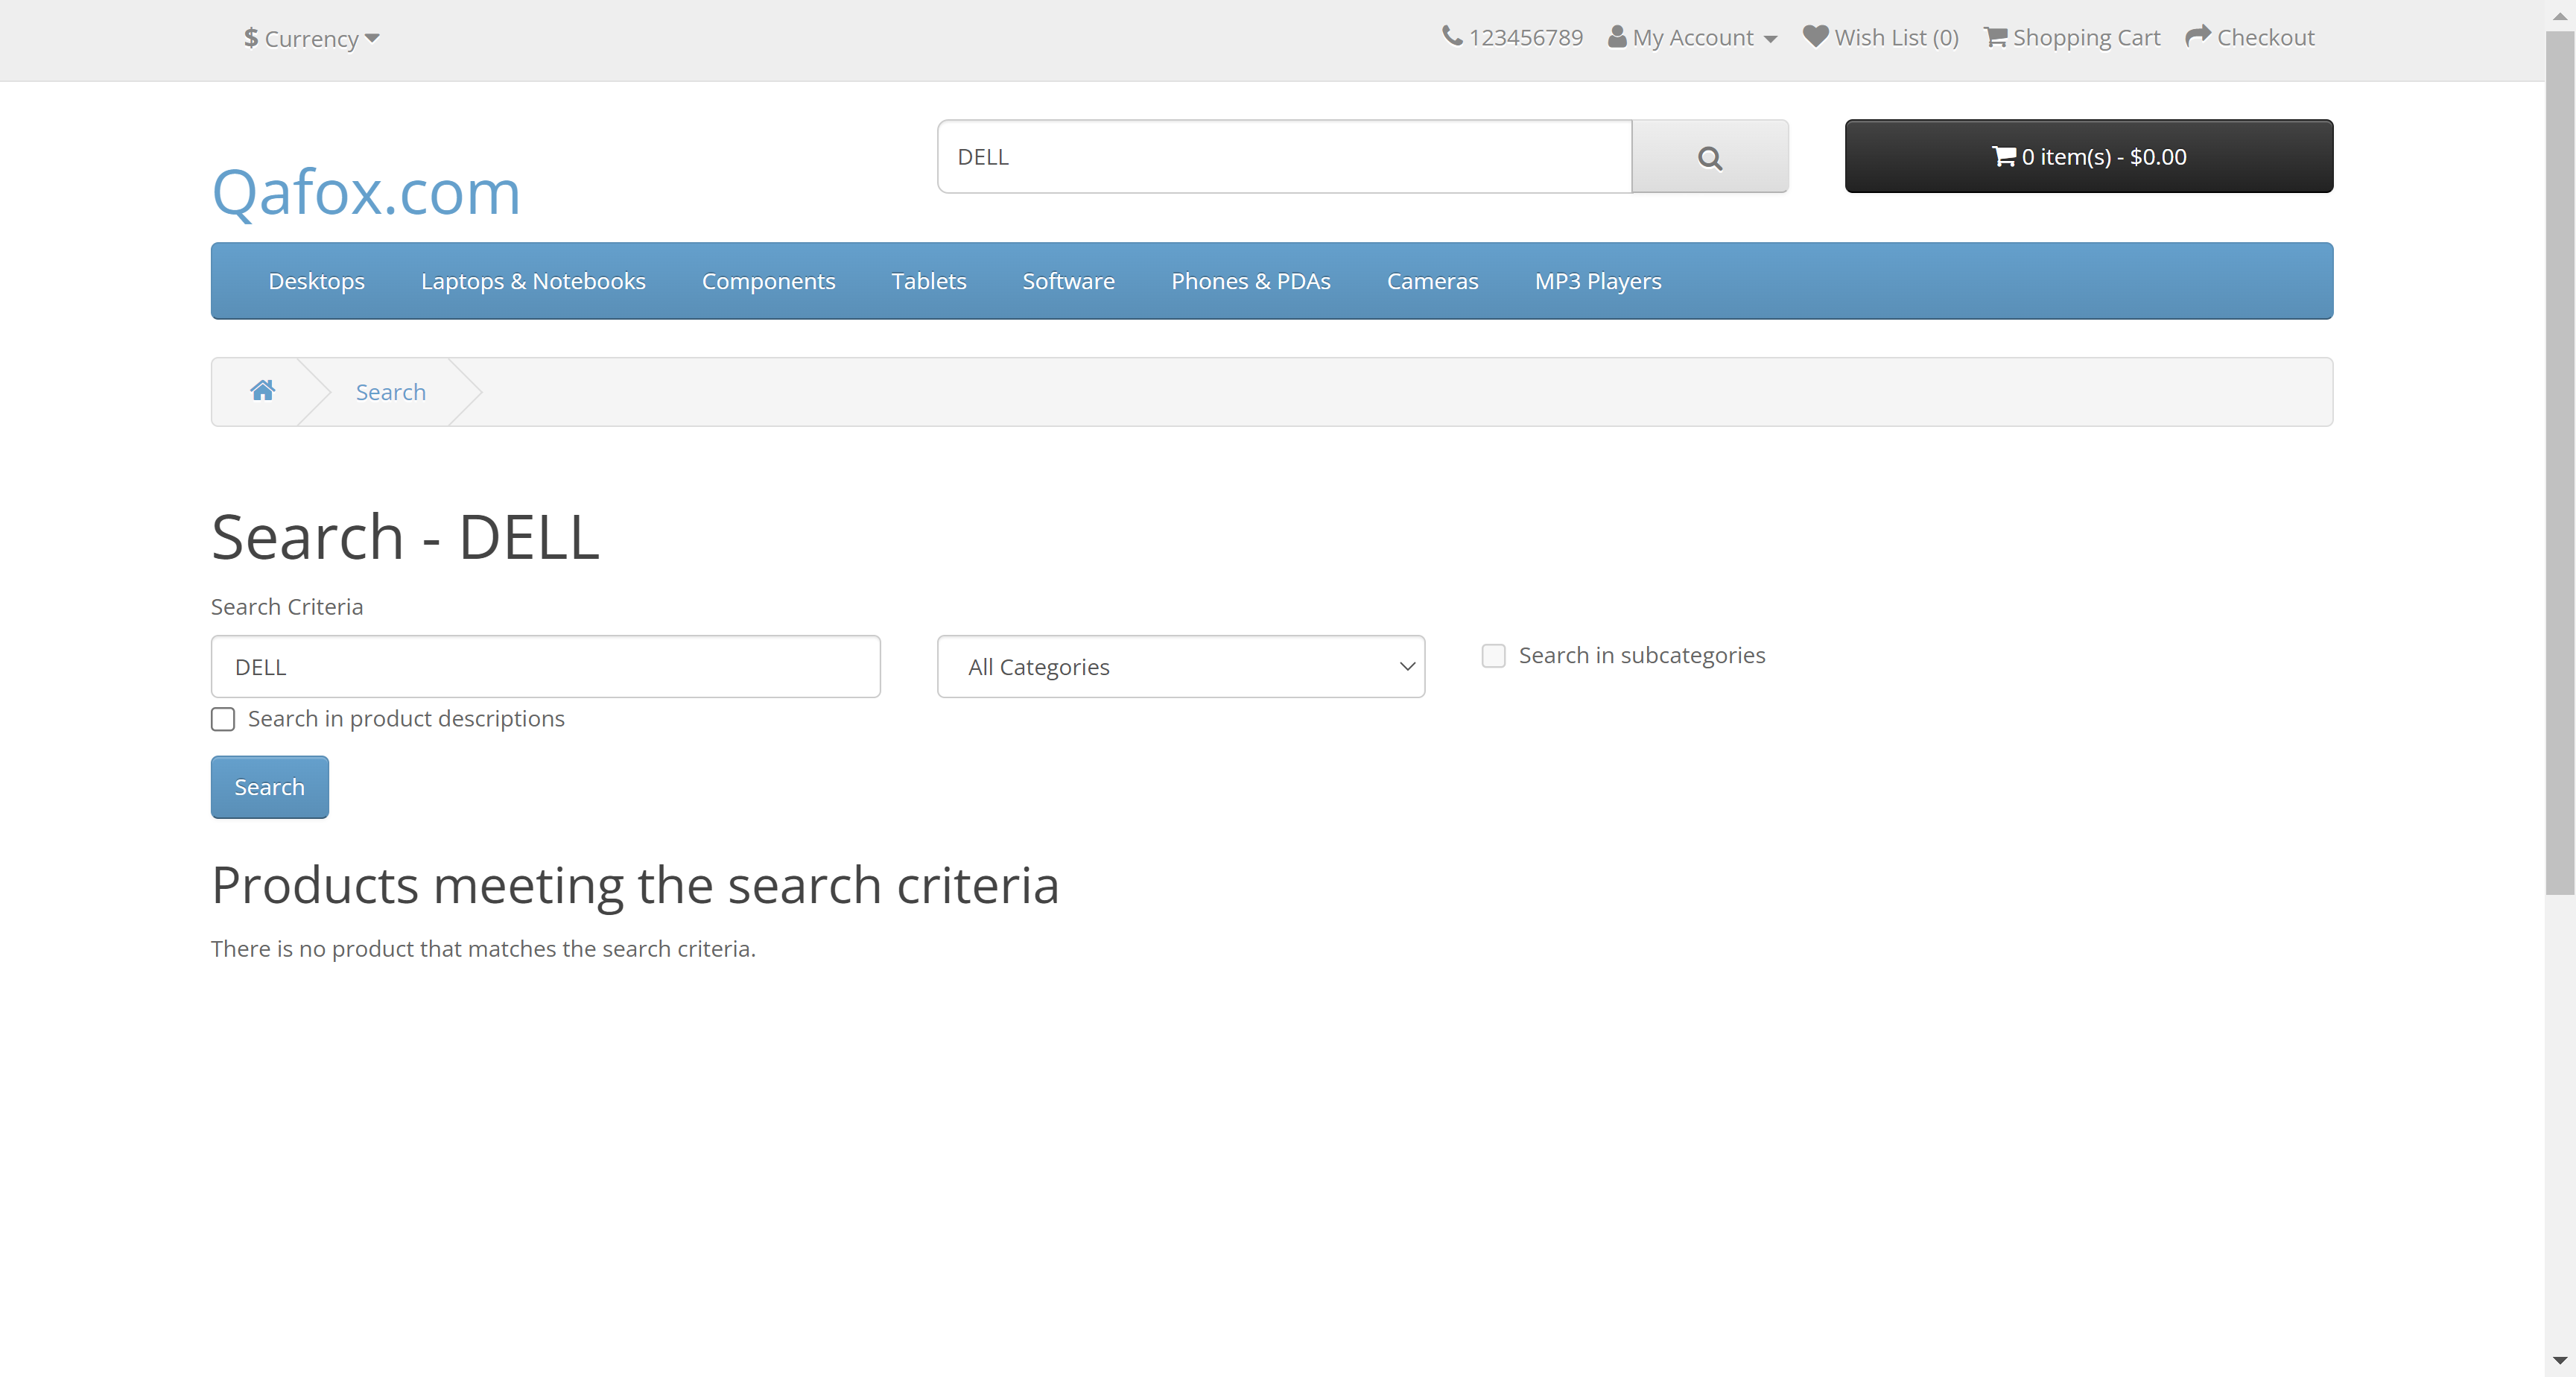 $ Currency
123456789 My Account Wish List (0) Shopping Cart Checkout
Qafox.com
DELL
0 item(s) - $0.00
Desktops Laptops & Notebooks Components Tablets Software Phones & PDAs Cameras MP3 Players
Search
Search - DELL
Search Criteria
DELL
All Categories
Search in subcategories
Search in product descriptions
Search
Products meeting the search criteria
There is no product that matches the search criteria.